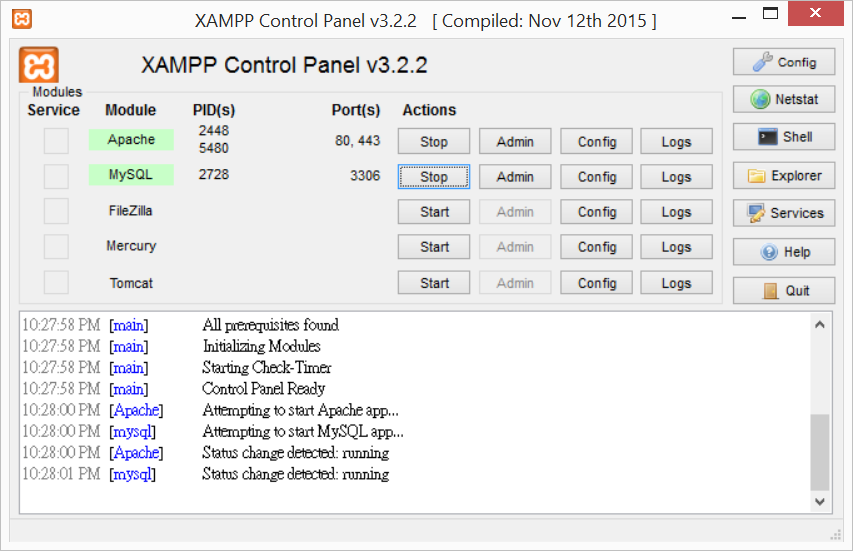 XAMPP Control Panel v3.2.2 [ Compiled: Nov 12th 2015 ]
XAMPP Control Panel v3.2.2
Config
Modules
Service Module PID(s) Port(s) Actions
Netstat
Apache 2448 5480 80, 443 Stop Admin Config Logs
Shell
MySQL 2728 3306 Stop Admin Config Logs
Explorer
FileZilla Start Admin Config Logs
Services
Mercury Start Admin Config Logs
Help
Tomcat Start Admin Config Logs
Quit
10:27:58 PM [main] All prerequisites found
10:27:58 PM [main] Initializing Modules
10:27:58 PM [main] Starting Check-Timer
10:27:58 PM [main] Control Panel Ready
10:28:00 PM [Apache] Attempting to start Apache app...
10:28:00 PM [mysql] Attempting to start MySQL app...
10:28:00 PM [Apache] Status change detected: running
10:28:01 PM [mysql] Status change detected: running